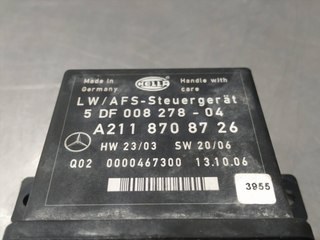 Made in Germany
HELLA
Handle with care
LW/AFS-Steuergerät
5 DF 008 278 - 04
A 211 870 87 26
HW 23/03 SW 20/06
Q02 0000467300 13.10.06
3955